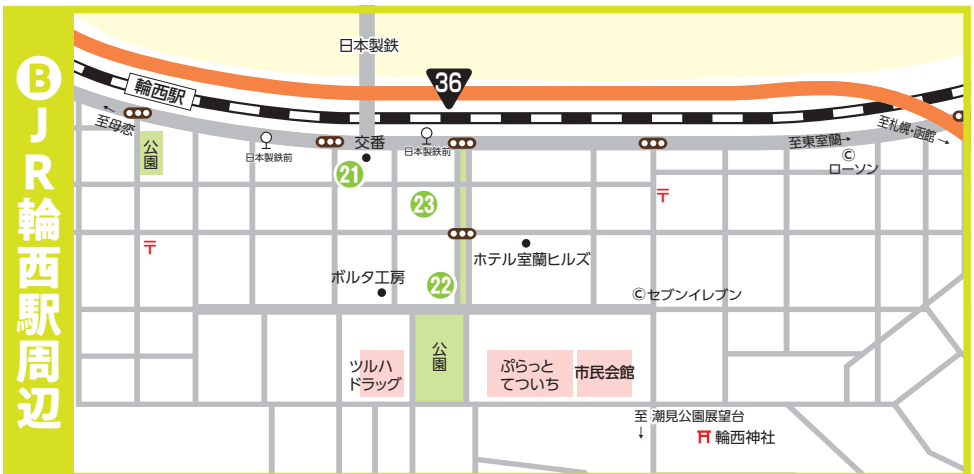 B JR輪西駅周辺
日本製鉄
36
輪西駅
←
至母恋
公園
日本製鉄前
交番
日本製鉄前
至東室蘭→
至札幌・函館→
C
ローソン
21
23
〒
〒
ホテル室蘭ヒルズ
ボルタ工房
22
Cセブンイレブン
ツルハ
ドラッグ
公園
ぷらっと
てついち
市民会館
至 潮見公園展望台
↓
輪西神社